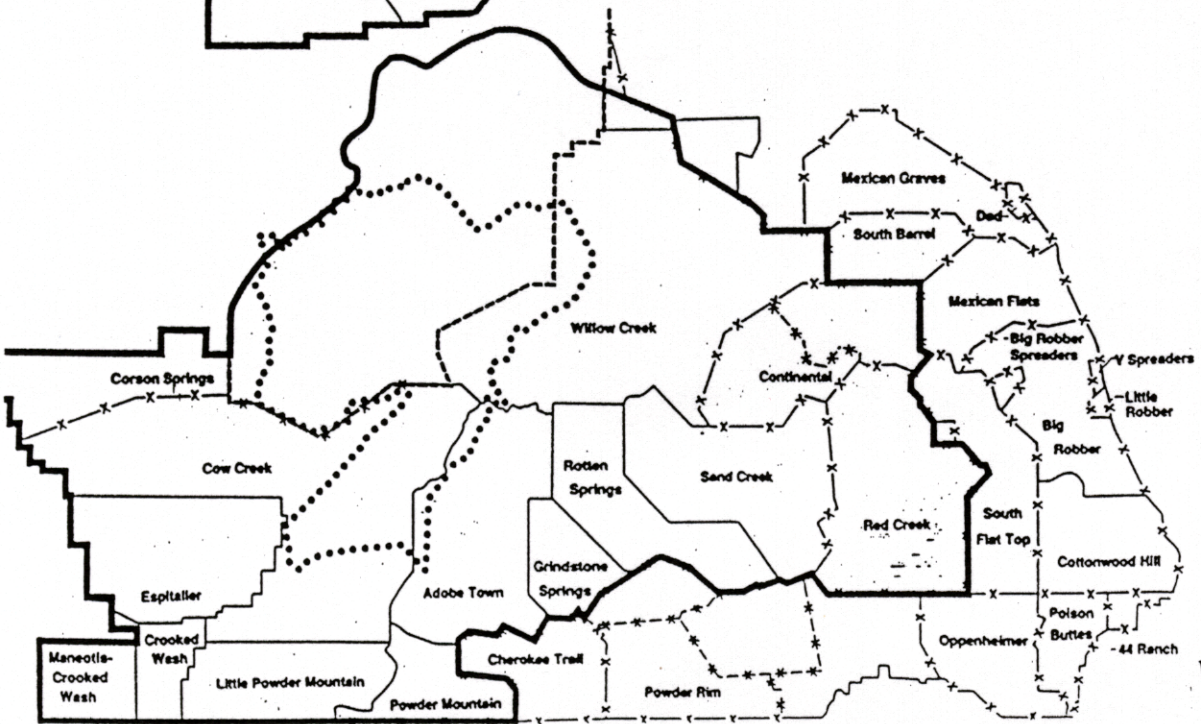 Mexican Graves
Dad
South Barrel
Mexican Flats
Willow Creek
Big Robber
Spreaders
Y Spreaders
Corson Springs
Continental
Little
Robber
Big
Robber
Cow Creek
Rotten
Springs
Sand Creek
Red Creek
South
Flat Top
Cottonwood Hill
Grindstone
Springs
Espitalier
Adobe Town
Poison
Buttes
Oppenheimer
44 Ranch
Crooked
Wash
Maneotis-
Crooked
Wash
Cherokee Trail
Little Powder Mountain
Powder Rim
Powder Mountain